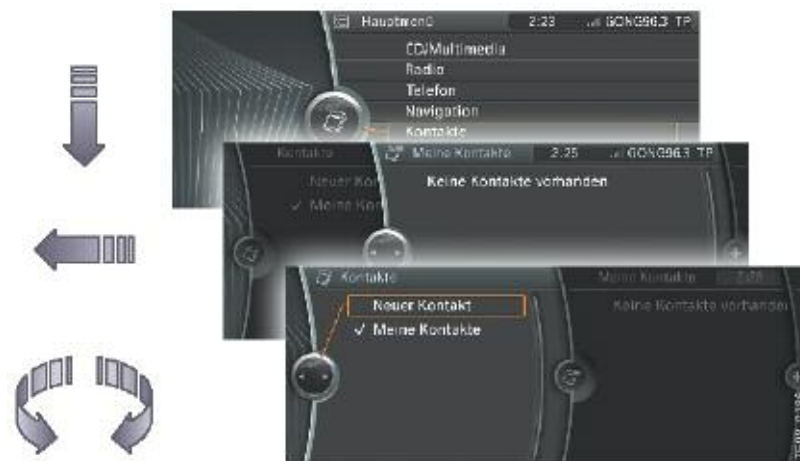 Hauptmenü 2:23 GONG96.3 TP
CD/Multimedia
Radio
Telefon
Navigation
Kontakte
Kontakte Meine Kontakte 2:25 GONG96.3 TP
Neuer Kon Keine Kontakte vorhanden
✓ Meine Kon
Kontakte Meine Kontakte
Neuer Kontakt Keine Kontakte vorhanden
✓ Meine Kontakte